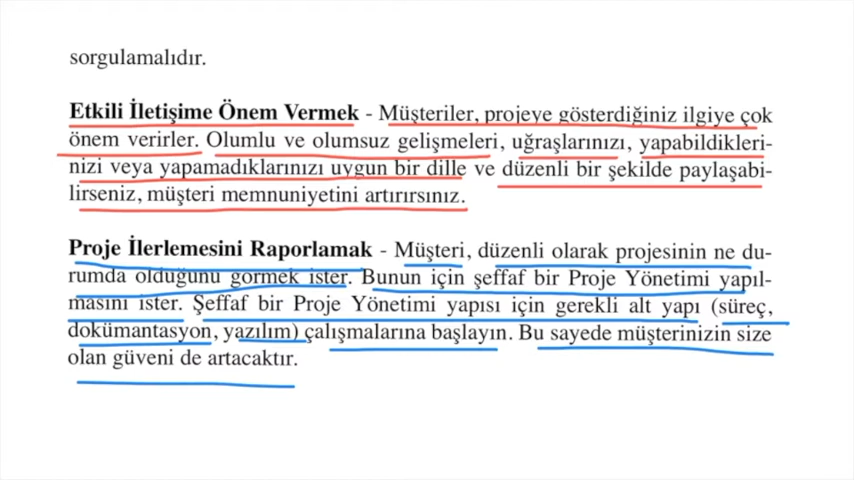 sorgulamalıdır.
Etkili İletişime Önem Vermek - Müşteriler, projeye gösterdiğiniz ilgiye çok
önem verirler. Olumlu ve olumsuz gelişmeleri, uğraşlarınızı, yapabildikleri-
nizi veya yapamadıklarınızı uygun bir dille ve düzenli bir şekilde paylaşabi-
lirseniz, müşteri memnuniyetini artırırsınız.
Proje İlerlemesini Raporlamak - Müşteri, düzenli olarak projesinin ne du-
rumda olduğunu görmek ister. Bunun için şeffaf bir Proje Yönetimi yapıl-
masını ister. Şeffaf bir Proje Yönetimi yapısı için gerekli alt yapı (süreç,
dokümantasyon, yazılım) çalışmalarına başlayın. Bu sayede müşterinizin size
olan güveni de artacaktır.